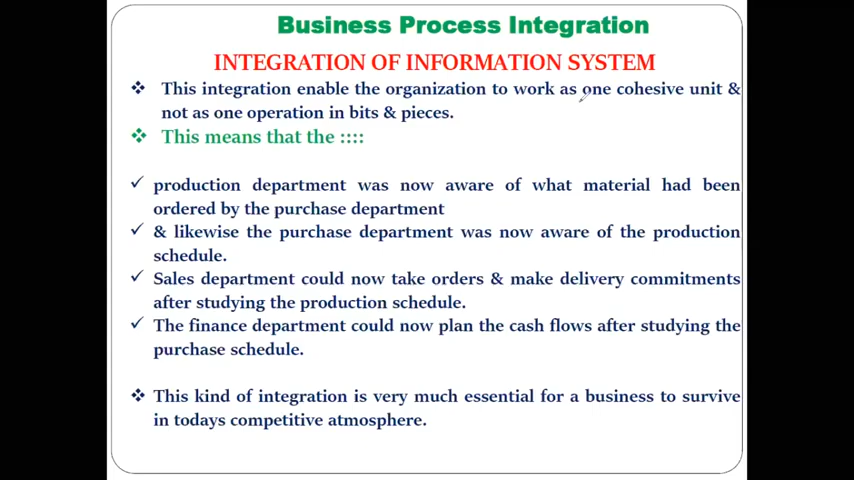 Business Process Integration
INTEGRATION OF INFORMATION SYSTEM
❖ This integration enable the organization to work as one cohesive unit &
not as one operation in bits & pieces.
❖ This means that the ::::
✓ production department was now aware of what material had been
ordered by the purchase department
✓ & likewise the purchase department was now aware of the production
schedule.
✓ Sales department could now take orders & make delivery commitments
after studying the production schedule.
✓ The finance department could now plan the cash flows after studying the
purchase schedule.
❖ This kind of integration is very much essential for a business to survive
in todays competitive atmosphere.